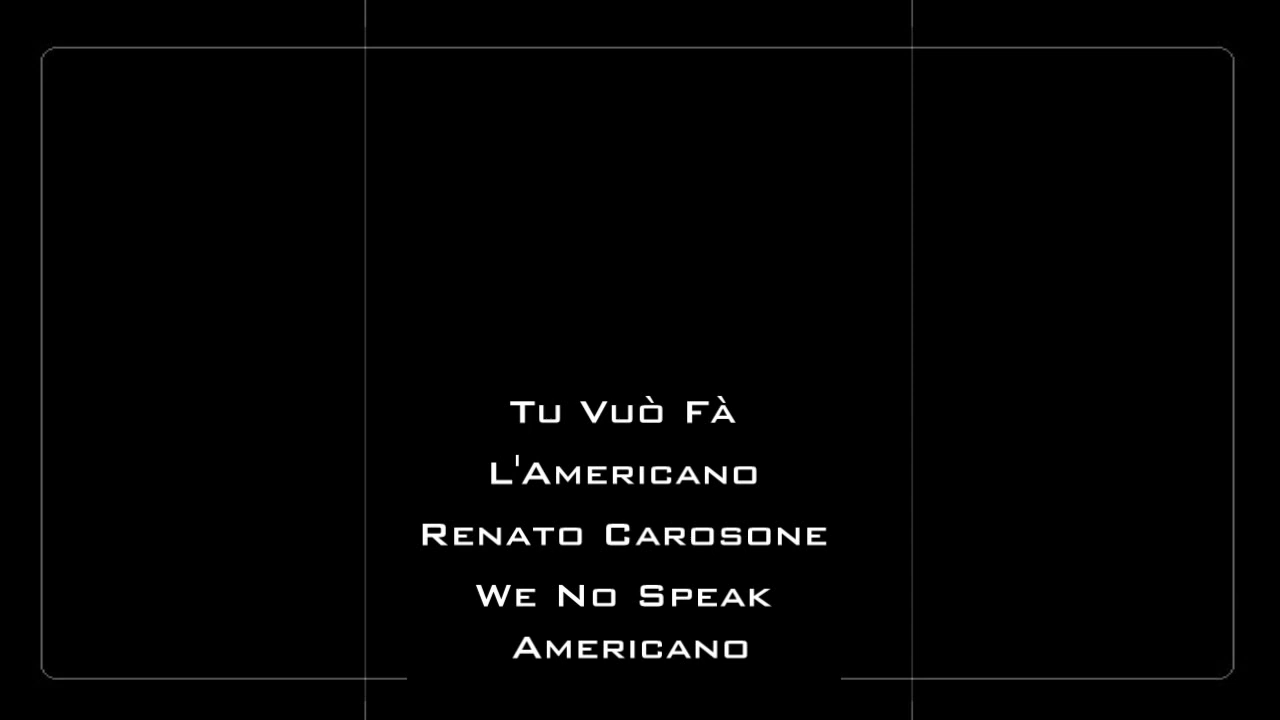 Tu Vuò Fà
L'Americano
Renato Carosone
We No Speak
Americano